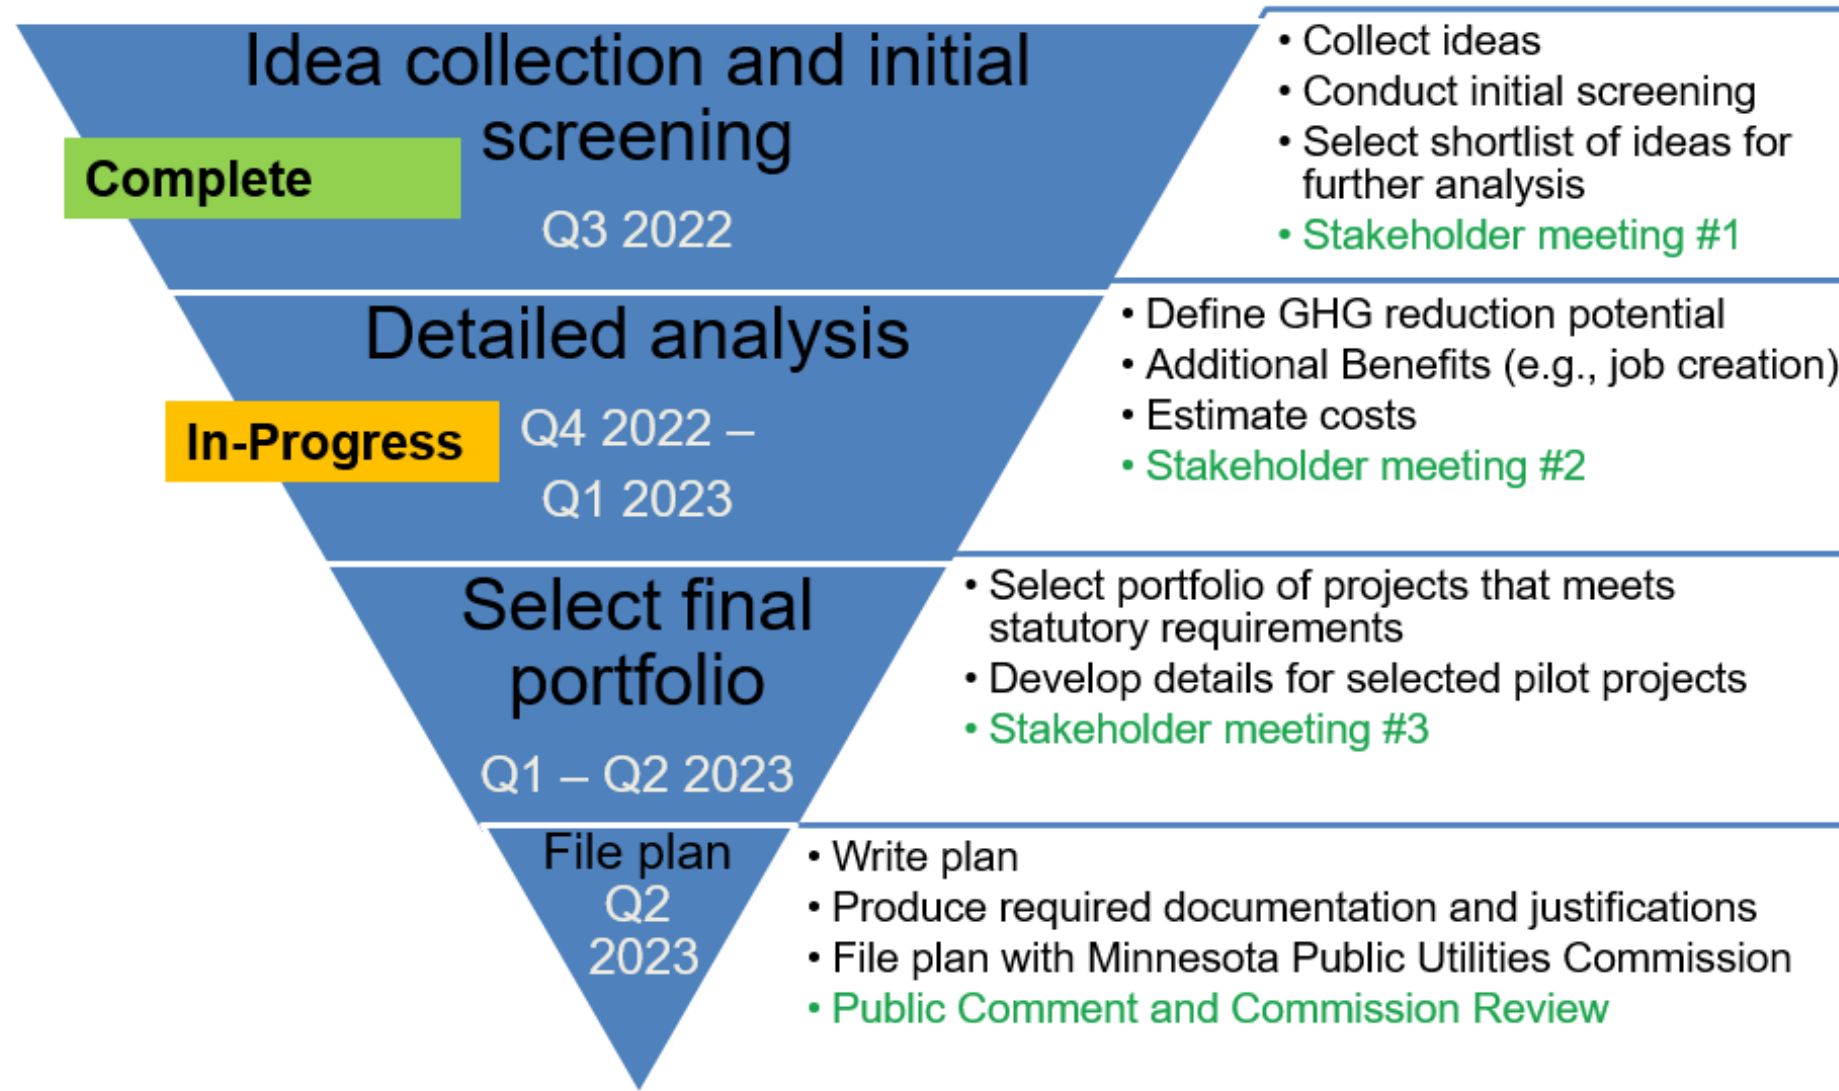 Idea collection and initial
screening
Complete
Q3 2022
• Collect ideas
• Conduct initial screening
• Select shortlist of ideas for
further analysis
• Stakeholder meeting #1
Detailed analysis
In-Progress
Q4 2022 –
Q1 2023
• Define GHG reduction potential
• Additional Benefits (e.g., job creation)
• Estimate costs
• Stakeholder meeting #2
Select final
portfolio
Q1 – Q2 2023
• Select portfolio of projects that meets
statutory requirements
• Develop details for selected pilot projects
• Stakeholder meeting #3
File plan
Q2
2023
• Write plan
• Produce required documentation and justifications
• File plan with Minnesota Public Utilities Commission
• Public Comment and Commission Review